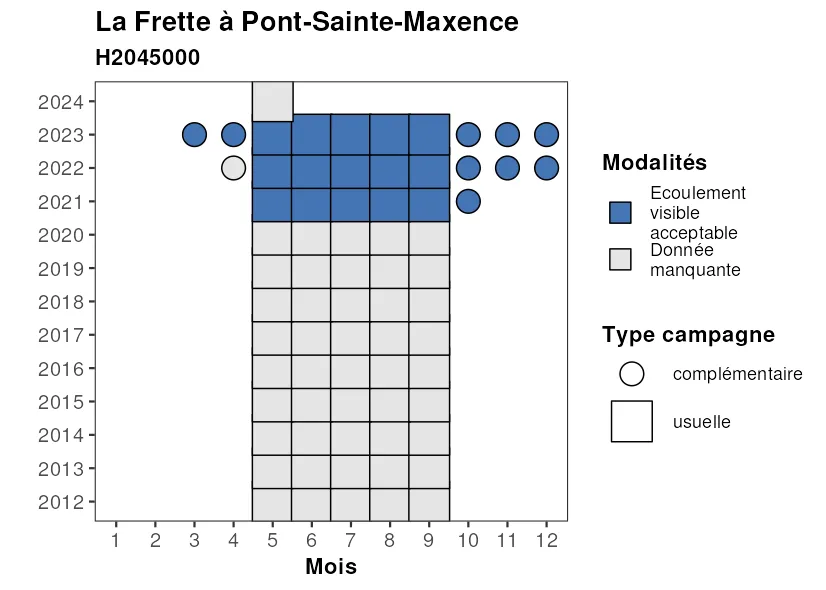 La Frette à Pont-Sainte-Maxence
H2045000
2024
2023
2022
2021
2020
2019
2018
2017
2016
2015
2014
2013
2012
1 2 3 4 5 6 7 8 9 10 11 12
Mois
Modalités
Ecoulement
visible
acceptable
Donnée
manquante
Type campagne
complémentaire
usuelle